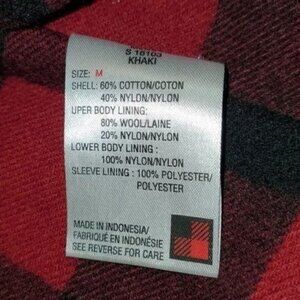 S 16103
KHAKI
SIZE: M
SHELL: 60% COTTON/COTON
40% NYLON/NYLON
UPER BODY LINING:
80% WOOL/LAINE
20% NYLON/NYLON
LOWER BODY LINING:
100% NYLON/NYLON
SLEEVE LINING: 100% POLYESTER/
POLYESTER
MADE IN INDONESIA/
FABRIQUÉ EN INDONÉSIE
SEE REVERSE FOR CARE